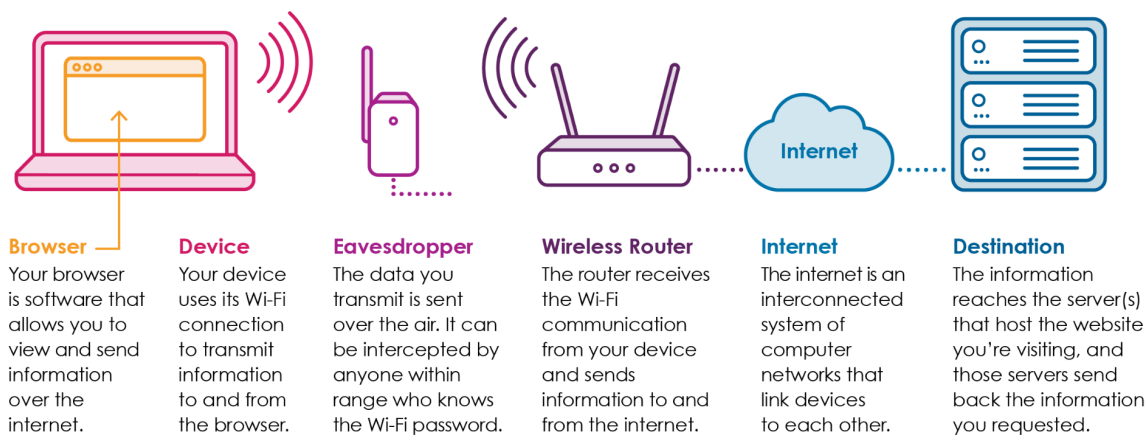 Internet
Browser
Your browser
is software that
allows you to
view and send
information
over the
internet.
Device
Your device
uses its Wi-Fi
connection
to transmit
information
to and from
the browser.
Eavesdropper
The data you
transmit is sent
over the air. It can
be intercepted by
anyone within
range who knows
the Wi-Fi password.
Wireless Router
The router receives
the Wi-Fi
communication
from your device
and sends
information to and
from the internet.
Internet
The internet is an
interconnected
system of
computer
networks that
link devices
to each other.
Destination
The information
reaches the server(s)
that host the website
you’re visiting, and
those servers send
back the information
you requested.